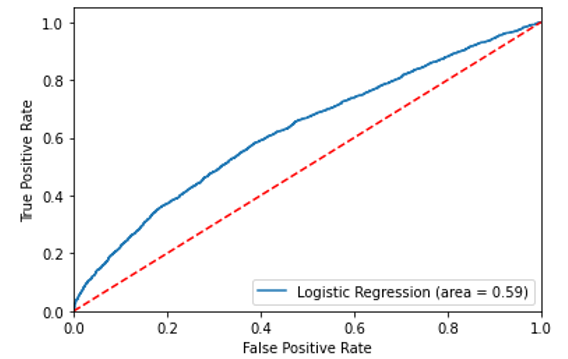 1.0
0.8
0.6
0.4
0.2
0.0
True Positive Rate
Logistic Regression (area = 0.59)
0.0 0.2 0.4 0.6 0.8 1.0
False Positive Rate